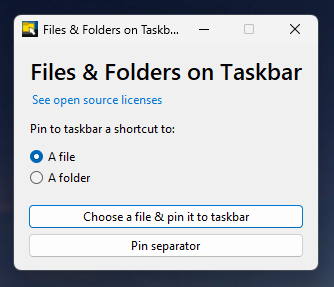 Files & Folders on Taskb...
Files & Folders on Taskbar
See open source licenses
Pin to taskbar a shortcut to:
A file
A folder
Choose a file & pin it to taskbar
Pin separator